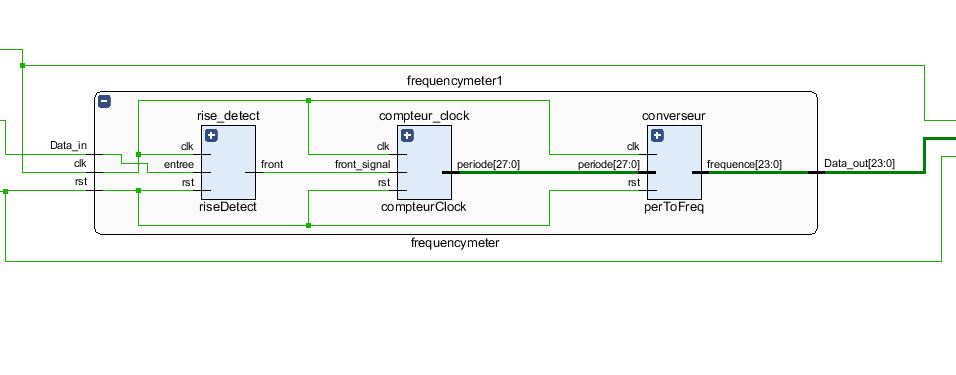 frequencymeter1
rise_detect
compteur_clock
converseur
Data_in
clk
rst
clk
entree
rst
front
clk
front_signal
rst
periode[27:0]
clk
periode[27:0]
rst
frequence[23:0]
Data_out[23:0]
riseDetect
compteurClock
perToFreq
frequencymeter